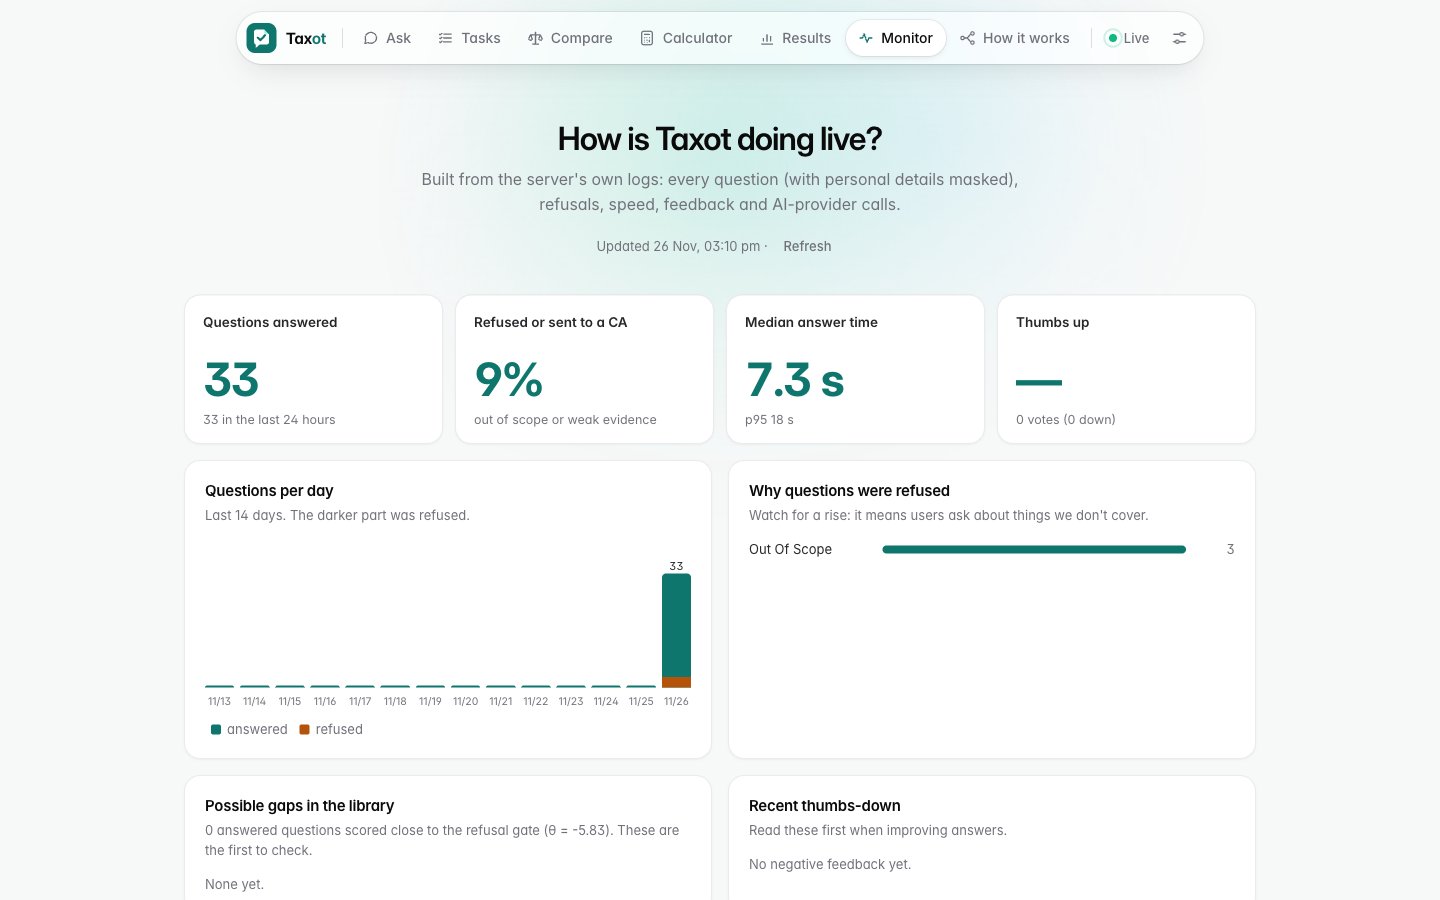 Taxot
Ask
Tasks
Compare
Calculator
Results
Monitor
How it works
Live
How is Taxot doing live?
Built from the server's own logs: every question (with personal details masked),
refusals, speed, feedback and AI-provider calls.
Updated 26 Nov, 03:10 pm · Refresh
Questions answered
33
33 in the last 24 hours
Refused or sent to a CA
9%
out of scope or weak evidence
Median answer time
7.3 s
p95 18 s
Thumbs up
—
0 votes (0 down)
Questions per day
Last 14 days. The darker part was refused.
33
11/13 11/14 11/15 11/16 11/17 11/18 11/19 11/20 11/21 11/22 11/23 11/24 11/25 11/26
answered refused
Why questions were refused
Watch for a rise: it means users ask about things we don't cover.
Out Of Scope 3
Possible gaps in the library
0 answered questions scored close to the refusal gate (θ = -5.83). These are
the first to check.
None yet.
Recent thumbs-down
Read these first when improving answers.
No negative feedback yet.